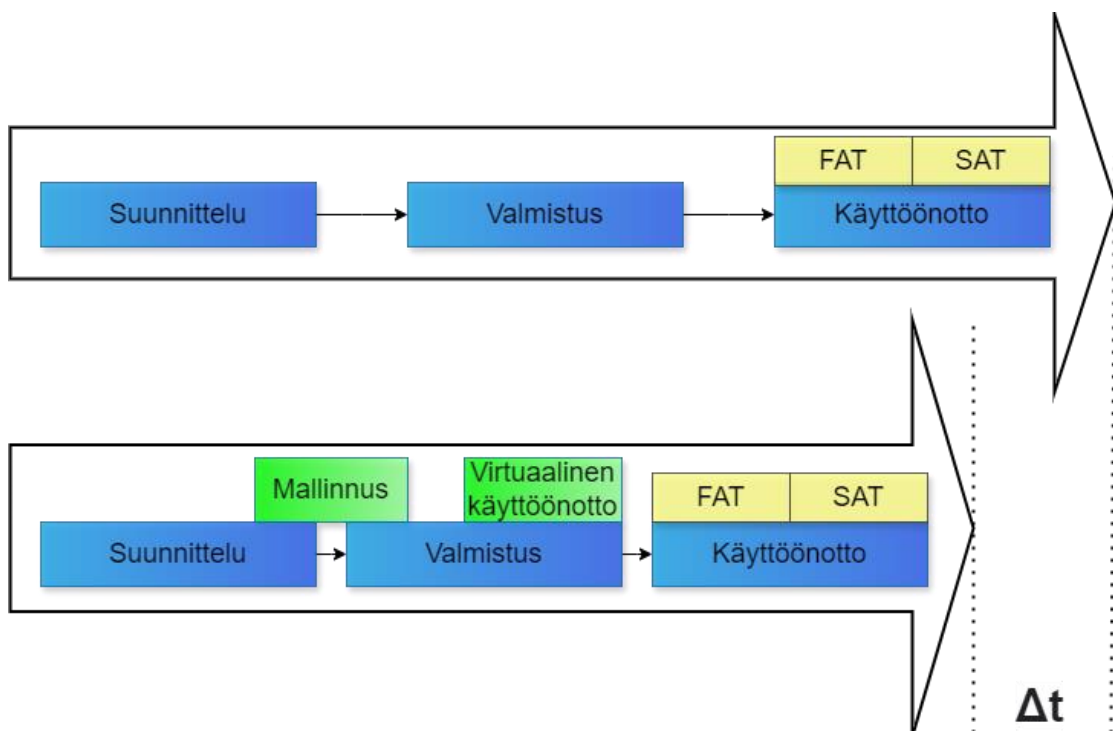 FAT
SAT
Suunnittelu
Valmistus
Käyttöönotto
Mallinnus
Virtuaalinen
käyttöönotto
FAT
SAT
Suunnittelu
Valmistus
Käyttöönotto
Δt